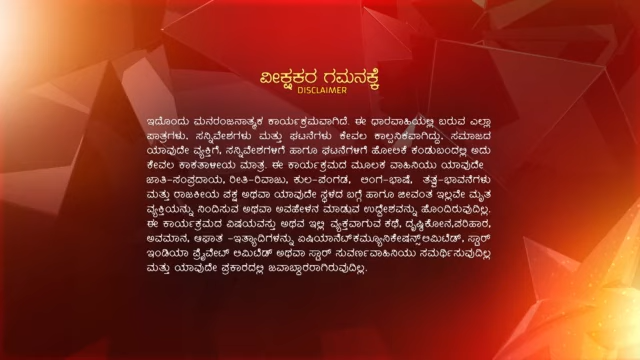 ವೀಕ್ಷಕರ ಗಮನಕ್ಕೆ
DISCLAIMER
ಇದೊಂದು ಮನರಂಜನಾತ್ಮಕ ಕಾರ್ಯಕ್ರಮವಾಗಿದೆ. ಈ ಧಾರವಾಹಿಯಲ್ಲಿ ಬರುವ ಎಲ್ಲಾ
ಪಾತ್ರಗಳು, ಸನ್ನಿವೇಶಗಳು ಮತ್ತು ಘಟನೆಗಳು ಕೇವಲ ಕಾಲ್ಪನಿಕವಾಗಿದ್ದು, ಸಮಾಜದ
ಯಾವುದೇ ವ್ಯಕ್ತಿಗೆ, ಸನ್ನಿವೇಶಗಳಿಗೆ ಹಾಗೂ ಘಟನೆಗಳಿಗೆ ಹೋಲಿಕೆ ಕಂಡುಬಂದಲ್ಲಿ ಅದು
ಕೇವಲ ಕಾಕತಾಳೀಯ ಮಾತ್ರ. ಈ ಕಾರ್ಯಕ್ರಮದ ಮೂಲಕ ವಾಹಿನಿಯು ಯಾವುದೇ
ಜಾತಿ-ಸಂಪ್ರದಾಯ, ರೀತಿ-ರಿವಾಜು, ಕುಲ-ಪಂಗಡ, ಲಿಂಗ-ಭಾಷೆ, ತತ್ವ-ಭಾವನೆಗಳು
ಮತ್ತು ರಾಜಕೀಯ ಪಕ್ಷ ಅಥವಾ ಯಾವುದೇ ಸ್ಥಳದ ಬಗ್ಗೆ ಹಾಗೂ ಜೀವಂತ ಇಲ್ಲವೇ ಮೃತ
ವ್ಯಕ್ತಿಯನ್ನು ನಿಂದಿಸುವ ಅಥವಾ ಅವಹೇಳನ ಮಾಡುವ ಉದ್ದೇಶವನ್ನು ಹೊಂದಿರುವುದಿಲ್ಲ.
ಈ ಕಾರ್ಯಕ್ರಮದ ವಿಷಯವಸ್ತು ಅಥವ ಇಲ್ಲಿ ವ್ಯಕ್ತವಾಗುವ ಕಥೆ, ದೃಷ್ಟಿಕೋನ,ಪರಿಹಾರ,
ಅವಮಾನ, ಆಘಾತ -ಇತ್ಯಾದಿಗಳನ್ನು ಏಷಿಯಾನೆಟ್‌ಕಮ್ಯೂನಿಕೇಷನ್ಸ್‌ಲಿಮಿಟೆಡ್, ಸ್ಟಾರ್
ಇಂಡಿಯಾ ಪ್ರೈವೇಟ್ ಲಿಮಿಟೆಡ್ ಅಥವಾ ಸ್ಟಾರ್ ಸುವರ್ಣವಾಹಿನಿಯು ಸಮರ್ಥಿಸುವುದಿಲ್ಲ
ಮತ್ತು ಯಾವುದೇ ಪ್ರಕಾರದಲ್ಲಿ ಜವಾಬ್ದಾರರಾಗಿರುವುದಿಲ್ಲ.